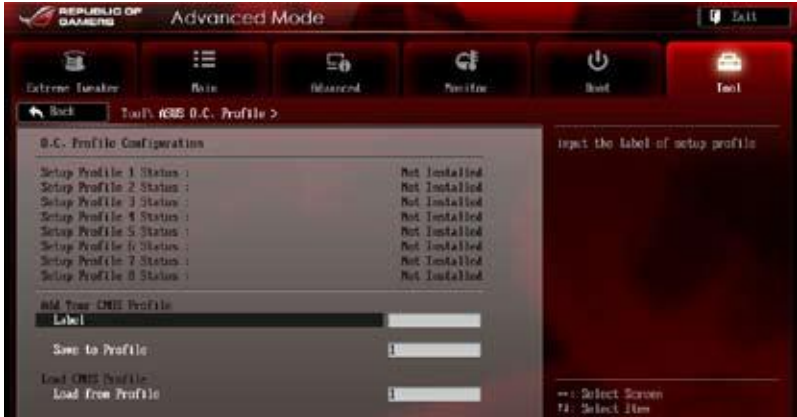 REPUBLIC OF
GAMERS
Advanced Mode
Exit
Extreme Tweaker
Main
Advanced
Monitor
Boot
Tool
Back
Tool\ ASUS O.C. Profile >
O.C. Profile Configuration
Setup Profile 1 Status : Not Installed
Setup Profile 2 Status : Not Installed
Setup Profile 3 Status : Not Installed
Setup Profile 4 Status : Not Installed
Setup Profile 5 Status : Not Installed
Setup Profile 6 Status : Not Installed
Setup Profile 7 Status : Not Installed
Setup Profile 8 Status : Not Installed
Add Your CMOS Profile
Label
Save to Profile 1
Load CMOS Profile
Load from Profile 1
input the label of setup profile
→←: Select Screen
↑↓: Select Item